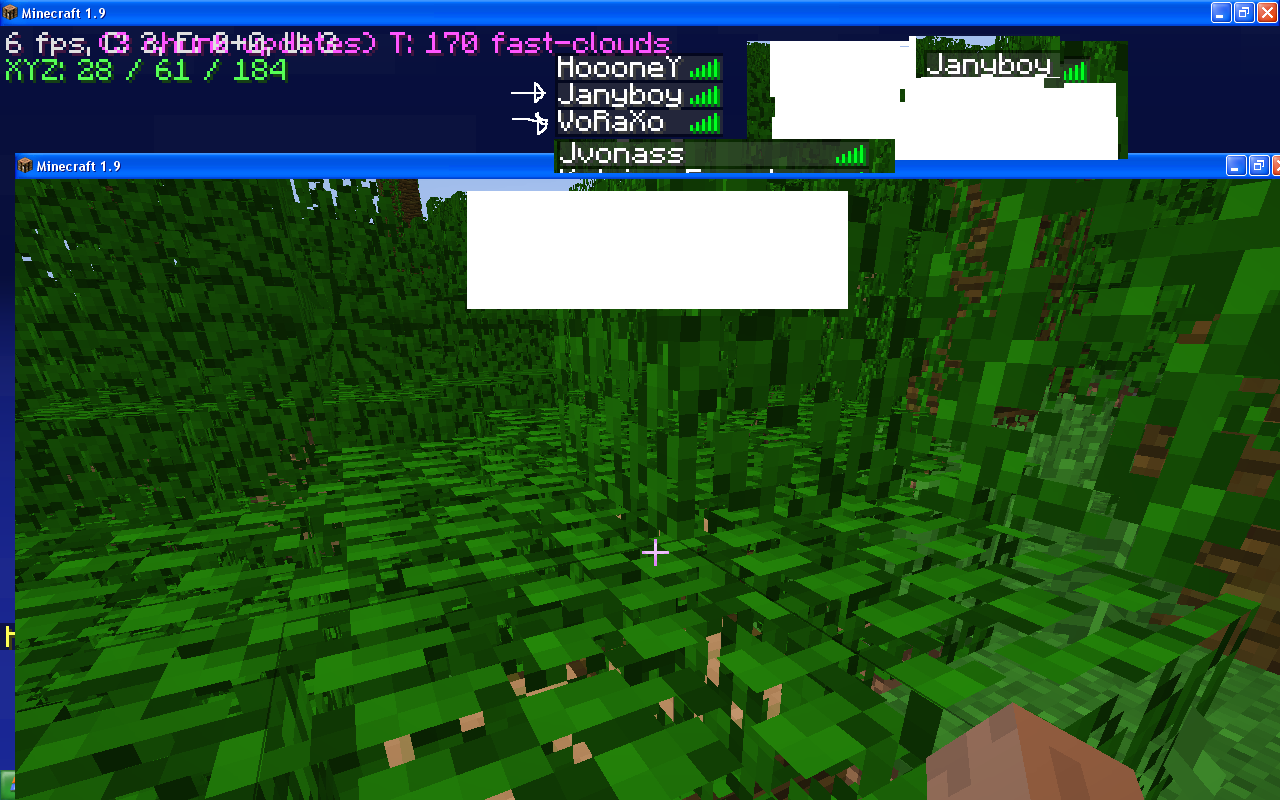 Minecraft 1.9
6 fps, T: 170 fast-clouds
XYZ: 28 / 61 / 184
HoooneY
Janyboy
Janyboy
VoRaXo
Jvonass
Minecraft 1.9
H